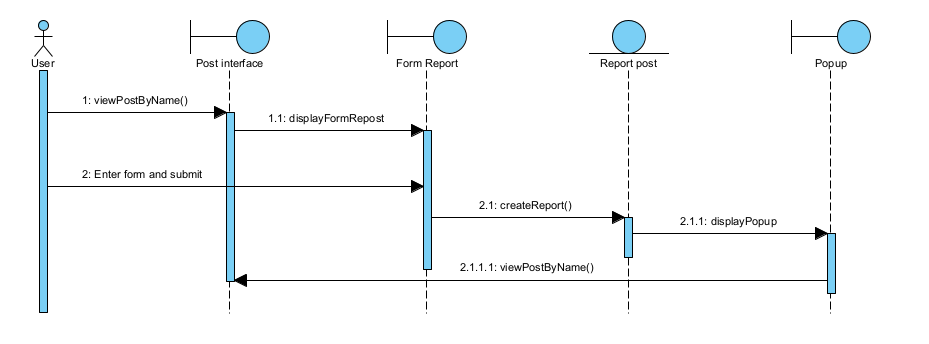 User
Post interface
Form Report
Report post
Popup
1: viewPostByName()
1.1: displayFormRepost
2: Enter form and submit
2.1: createReport()
2.1.1: displayPopup
2.1.1.1: viewPostByName()